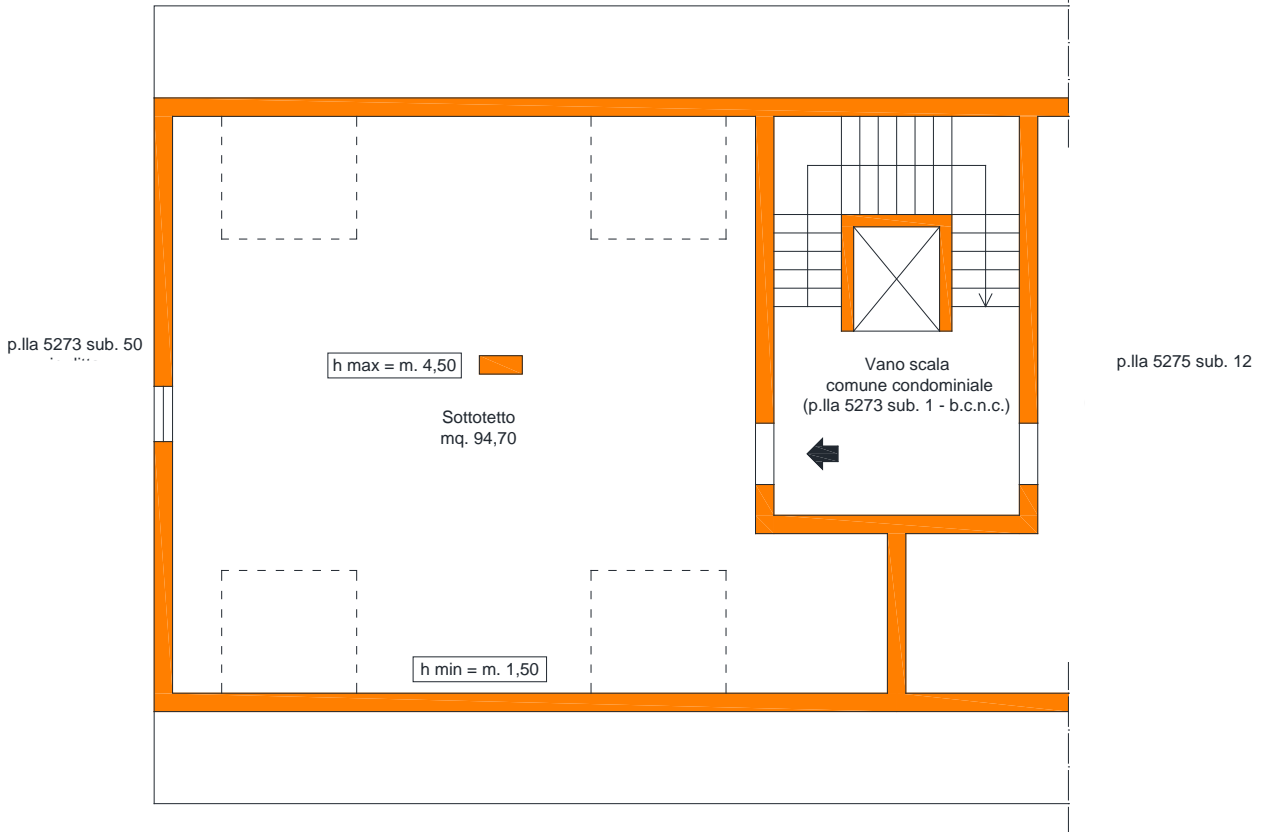 p.lla 5273 sub. 50
h max = m. 4,50
Sottotetto
mq. 94,70
Vano scala
comune condominiale
(p.lla 5273 sub. 1 - b.c.n.c.)
p.lla 5275 sub. 12
h min = m. 1,50